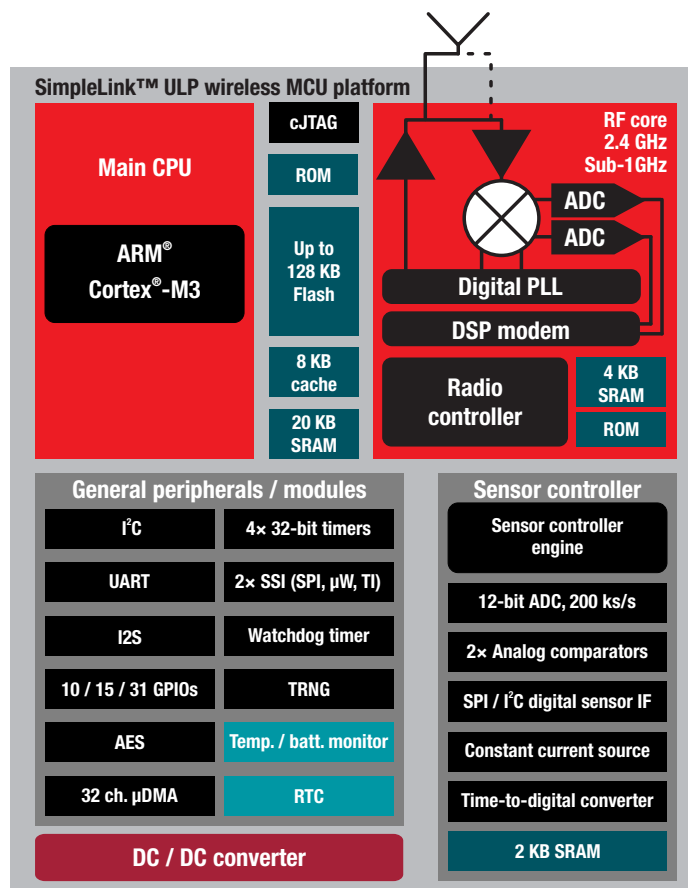 SimpleLink™ ULP wireless MCU platform
Main CPU
ARM®
Cortex®-M3
cJTAG
ROM
Up to
128 KB
Flash
8 KB
cache
20 KB
SRAM
RF core
2.4 GHz
Sub-1GHz
ADC
ADC
Digital PLL
DSP modem
Radio
controller
4 KB
SRAM
ROM
General peripherals / modules
I²C
4× 32-bit timers
UART
2× SSI (SPI, µW, TI)
I2S
Watchdog timer
10 / 15 / 31 GPIOs
TRNG
AES
Temp. / batt. monitor
32 ch. µDMA
RTC
DC / DC converter
Sensor controller
Sensor controller
engine
12-bit ADC, 200 ks/s
2× Analog comparators
SPI / I²C digital sensor IF
Constant current source
Time-to-digital converter
2 KB SRAM